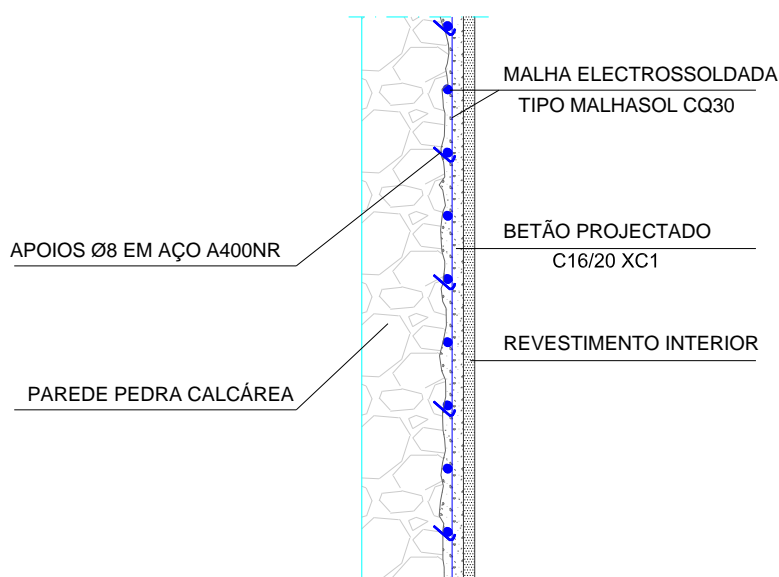 MALHA ELECTROSSOLDADA
TIPO MALHASOL CQ30
APOIOS Ø8 EM AÇO A400NR
BETÃO PROJECTADO
C16/20 XC1
REVESTIMENTO INTERIOR
PAREDE PEDRA CALCÁREA